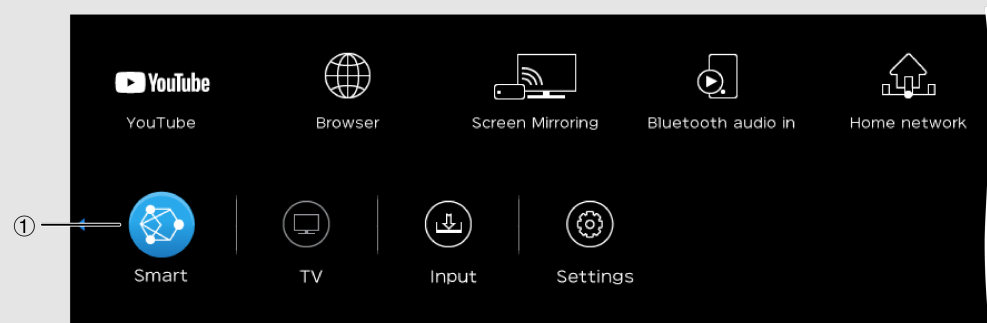 YouTube
YouTube Browser Screen Mirroring Bluetooth audio in Home network
1
Smart TV Input Settings